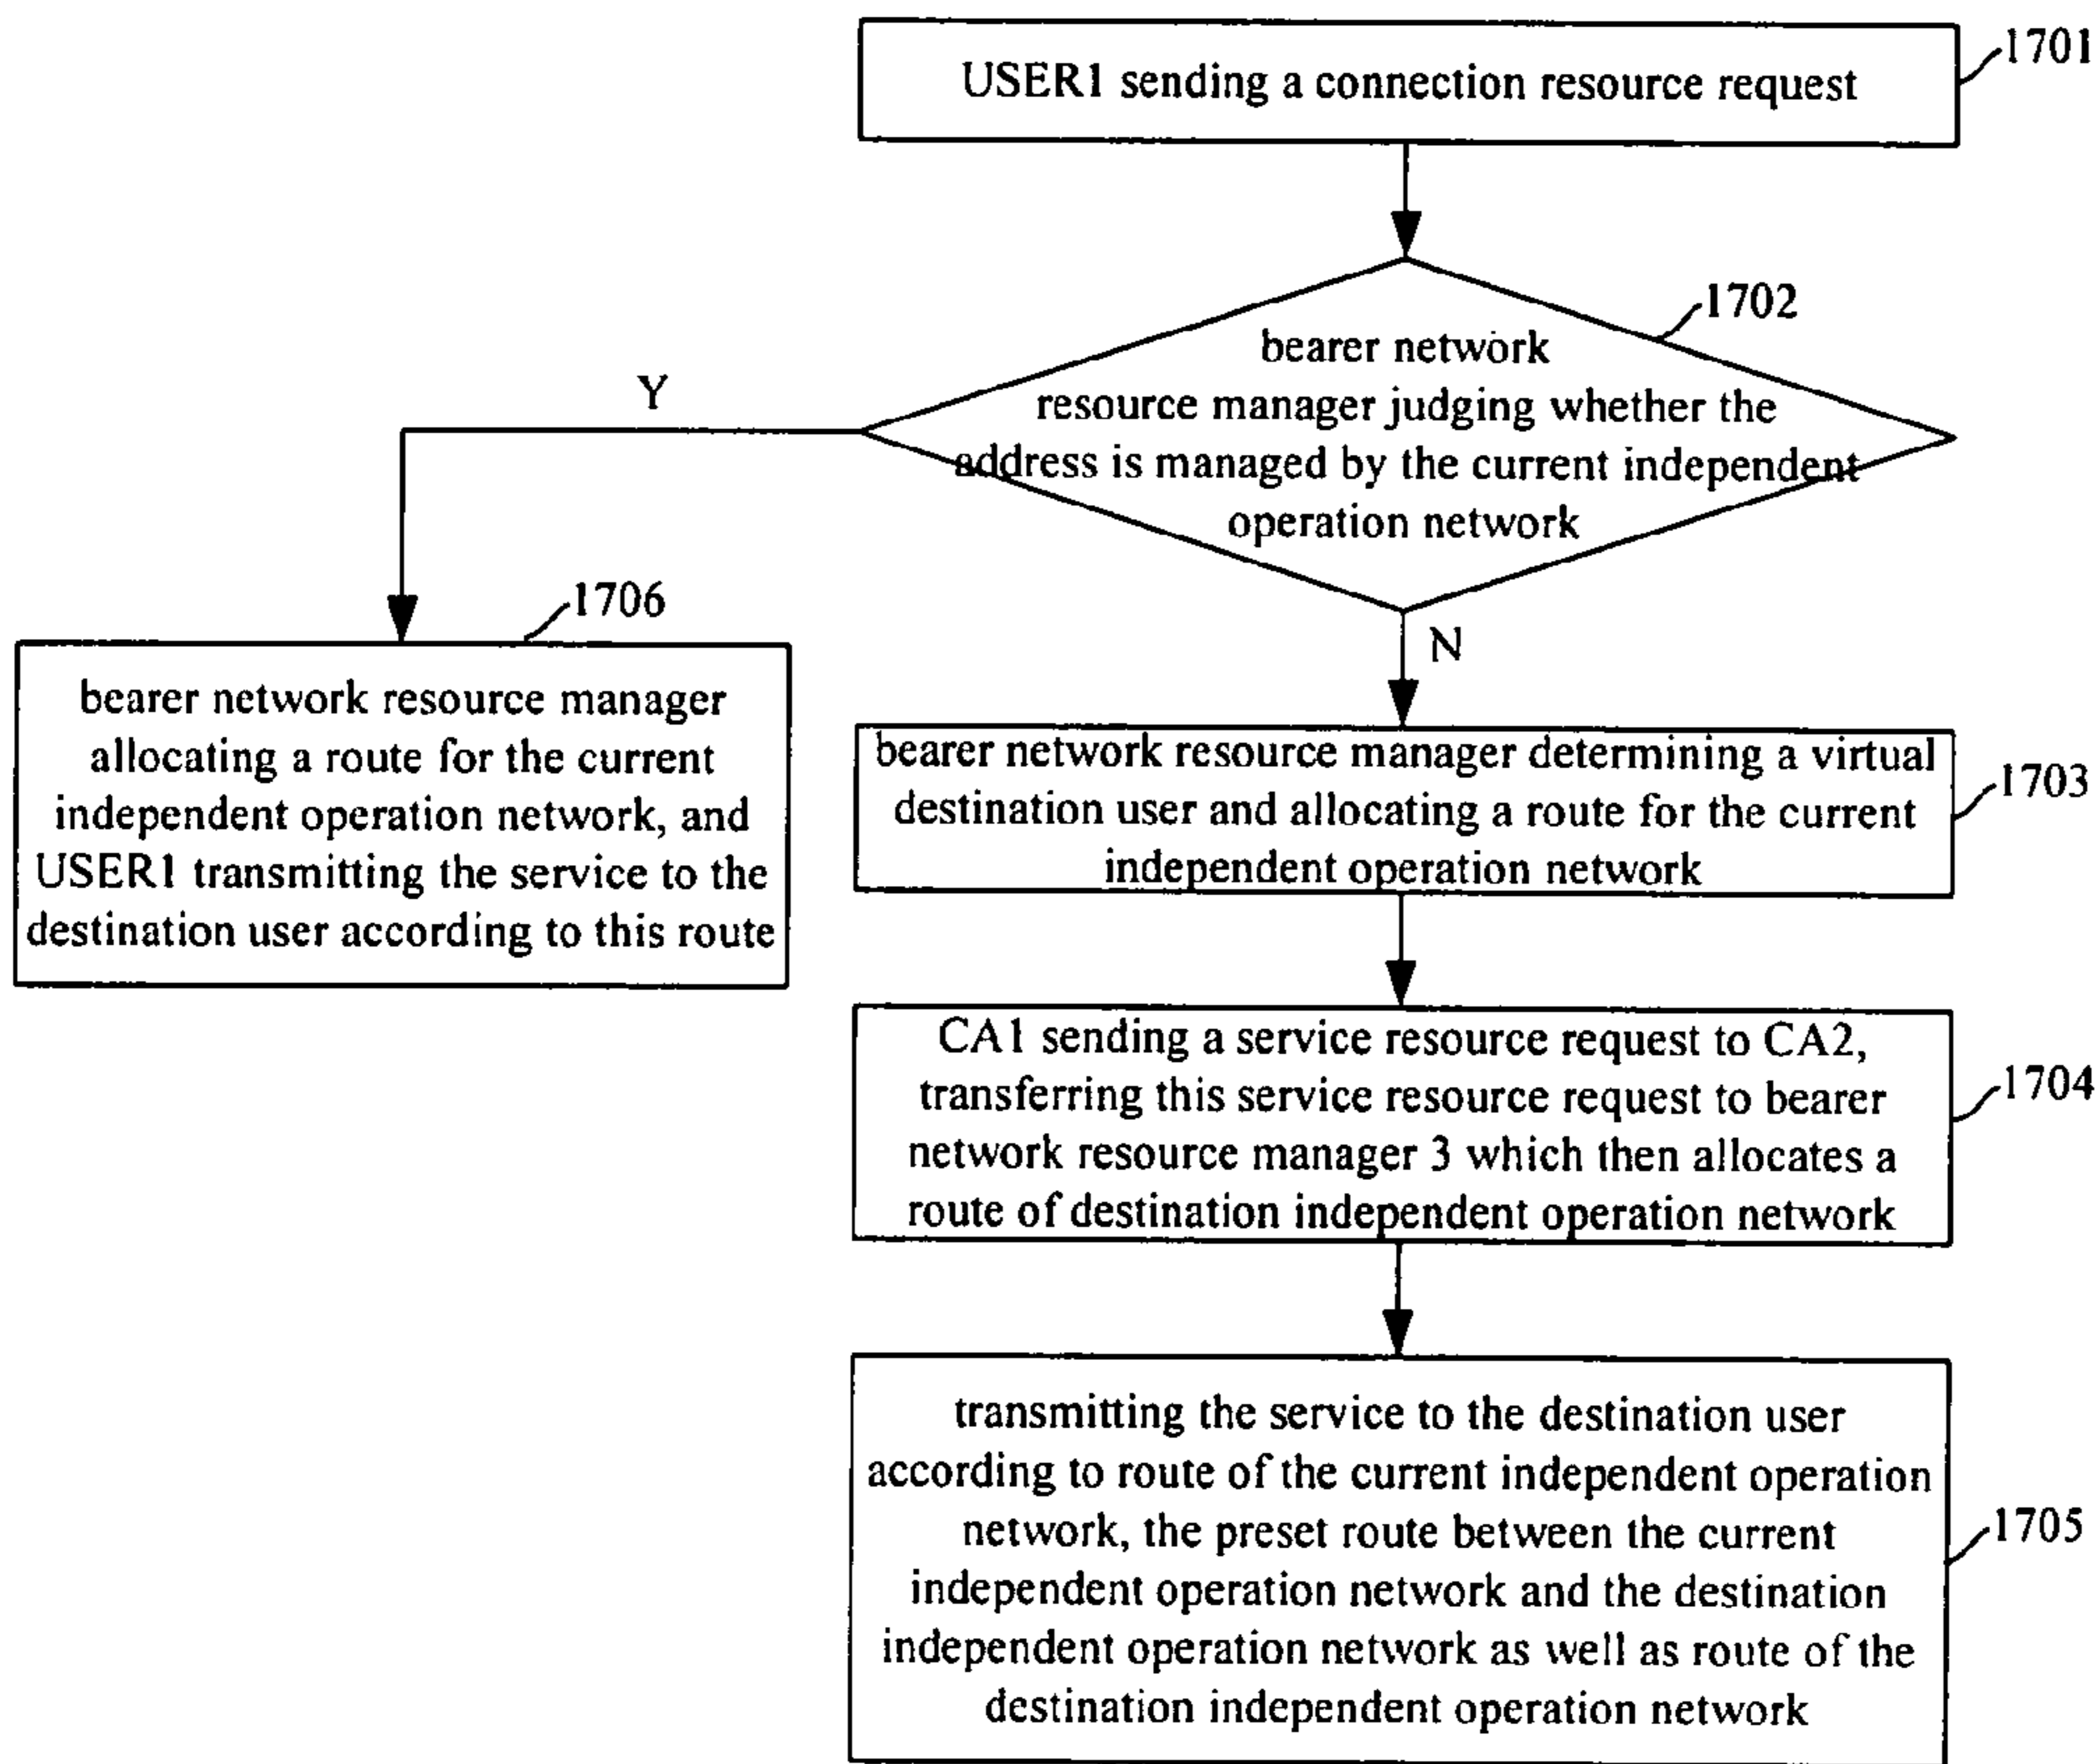 USER1 sending a connection resource request
1701
1702
bearer network
resource manager judging whether the
address is managed by the current independent
operation network
Y
N
1706
bearer network resource manager
allocating a route for the current
independent operation network, and
USER1 transmitting the service to the
destination user according to this route
bearer network resource manager determining a virtual
destination user and allocating a route for the current
independent operation network
1703
CA1 sending a service resource request to CA2,
transferring this service resource request to bearer
network resource manager 3 which then allocates a
route of destination independent operation network
1704
transmitting the service to the destination user
according to route of the current independent operation
network, the preset route between the current
independent operation network and the destination
independent operation network as well as route of the
destination independent operation network
1705